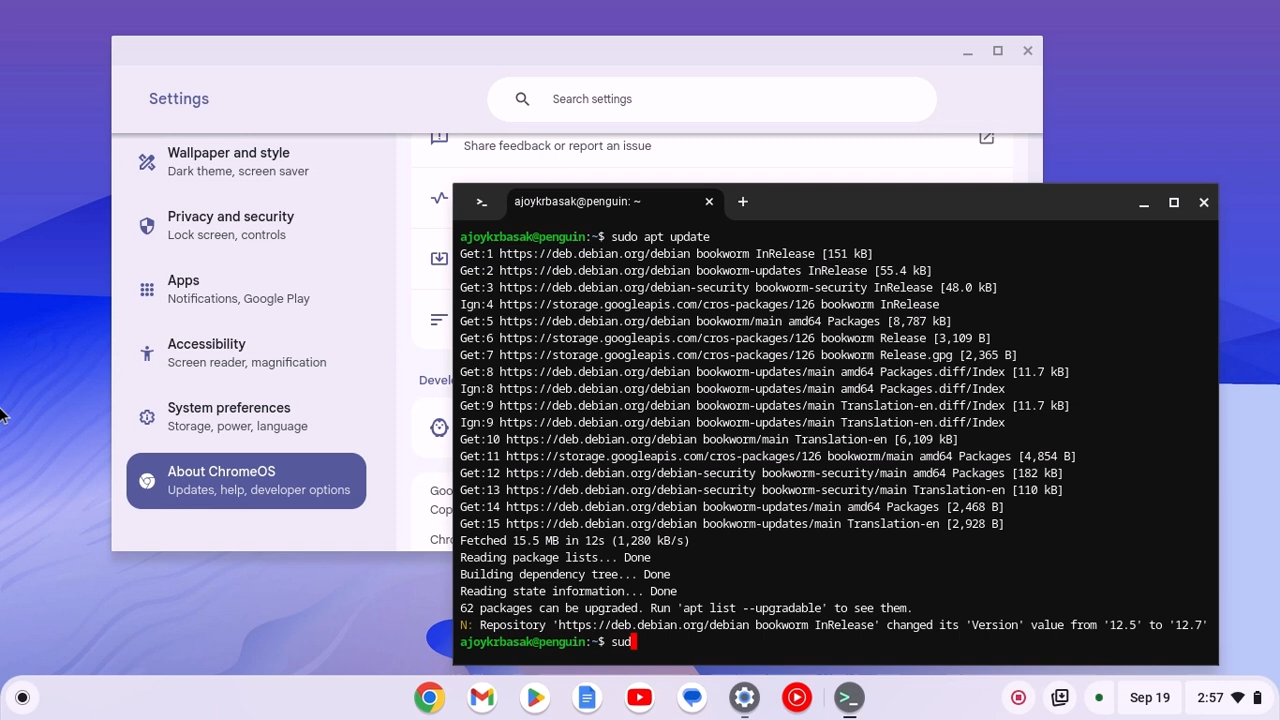 Settings
Search settings
Wallpaper and style
Dark theme, screen saver
Privacy and security
Lock screen, controls
Apps
Notifications, Google Play
Accessibility
Screen reader, magnification
System preferences
Storage, power, language
About ChromeOS
Updates, help, developer options
Share feedback or report an issue
Develo
Goo
Cop
Chro
ajoykrbasak@penguin: ~
ajoykrbasak@penguin:~$ sudo apt update
Get:1 https://deb.debian.org/debian bookworm InRelease [151 kB]
Get:2 https://deb.debian.org/debian bookworm-updates InRelease [55.4 kB]
Get:3 https://deb.debian.org/debian-security bookworm-security InRelease [48.0 kB]
Ign:4 https://storage.googleapis.com/cros-packages/126 bookworm InRelease
Get:5 https://deb.debian.org/debian bookworm/main amd64 Packages [8,787 kB]
Get:6 https://storage.googleapis.com/cros-packages/126 bookworm Release [3,109 B]
Get:7 https://storage.googleapis.com/cros-packages/126 bookworm Release.gpg [2,365 B]
Get:8 https://deb.debian.org/debian bookworm-updates/main amd64 Packages.diff/Index [11.7 kB]
Ign:8 https://deb.debian.org/debian bookworm-updates/main amd64 Packages.diff/Index
Get:9 https://deb.debian.org/debian bookworm-updates/main Translation-en.diff/Index [11.7 kB]
Ign:9 https://deb.debian.org/debian bookworm-updates/main Translation-en.diff/Index
Get:10 https://deb.debian.org/debian bookworm/main Translation-en [6,109 kB]
Get:11 https://storage.googleapis.com/cros-packages/126 bookworm/main amd64 Packages [4,854 B]
Get:12 https://deb.debian.org/debian-security bookworm-security/main amd64 Packages [182 kB]
Get:13 https://deb.debian.org/debian-security bookworm-security/main Translation-en [110 kB]
Get:14 https://deb.debian.org/debian bookworm-updates/main amd64 Packages [2,468 B]
Get:15 https://deb.debian.org/debian bookworm-updates/main Translation-en [2,928 B]
Fetched 15.5 MB in 12s (1,280 kB/s)
Reading package lists... Done
Building dependency tree... Done
Reading state information... Done
62 packages can be upgraded. Run 'apt list --upgradable' to see them.
N: Repository 'https://deb.debian.org/debian bookworm InRelease' changed its 'Version' value from '12.5' to '12.7'
ajoykrbasak@penguin:~$ sud
Sep 19
2:57